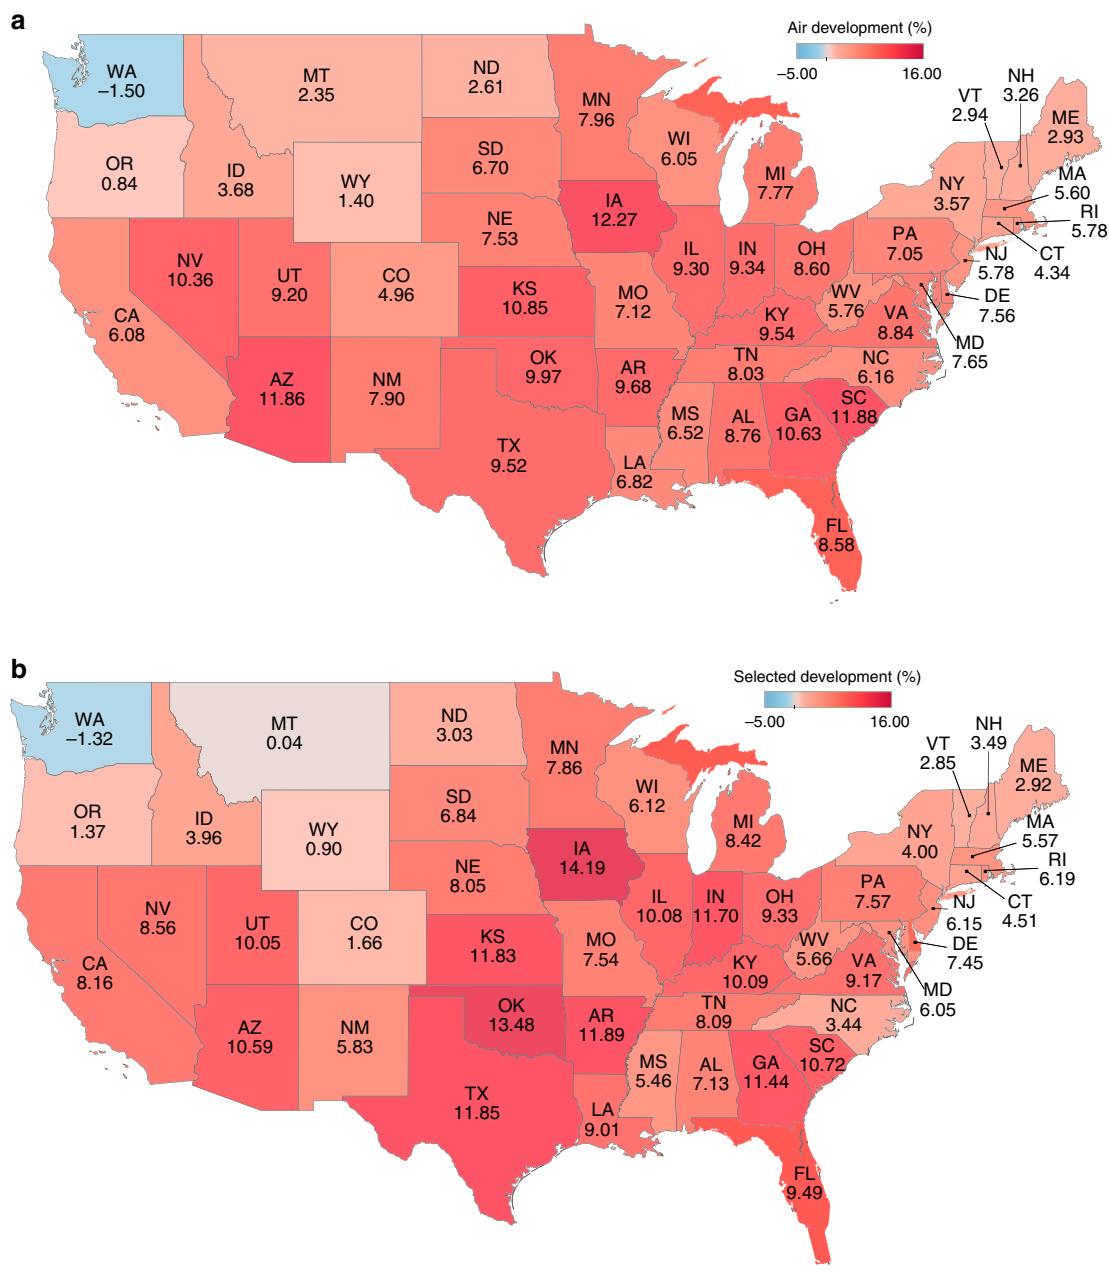 a
Air development (%)
−5.00
16.00
WA
−1.50
MT
2.35
ND
2.61
MN
7.96
VT
2.94
NH
3.26
ME
2.93
OR
0.84
ID
3.68
WY
1.40
SD
6.70
WI
6.05
MI
7.77
NY
3.57
MA
5.60
RI
5.78
CT
4.34
NV
10.36
UT
9.20
CO
4.96
NE
7.53
IA
12.27
IL
9.30
IN
9.34
OH
8.60
PA
7.05
NJ
5.78
DE
7.56
MD
7.65
CA
6.08
KS
10.85
MO
7.12
WV
5.76
VA
8.84
KY
9.54
AZ
11.86
NM
7.90
OK
9.97
AR
9.68
TN
8.03
NC
6.16
SC
11.88
TX
9.52
LA
6.82
MS
6.52
AL
8.76
GA
10.63
FL
8.58
b
Selected development (%)
−5.00
16.00
WA
−1.32
MT
0.04
ND
3.03
MN
7.86
VT
2.85
NH
3.49
ME
2.92
OR
1.37
ID
3.96
WY
0.90
SD
6.84
WI
6.12
MI
8.42
NY
4.00
MA
5.57
RI
6.19
CT
4.51
NV
8.56
UT
10.05
CO
1.66
NE
8.05
IA
14.19
IL
10.08
IN
11.70
OH
9.33
PA
7.57
NJ
6.15
DE
7.45
MD
6.05
CA
8.16
KS
11.83
MO
7.54
WV
5.66
VA
9.17
KY
10.09
AZ
10.59
NM
5.83
OK
13.48
AR
11.89
TN
8.09
NC
3.44
SC
10.72
TX
11.85
LA
9.01
MS
5.46
AL
7.13
GA
11.44
FL
9.49